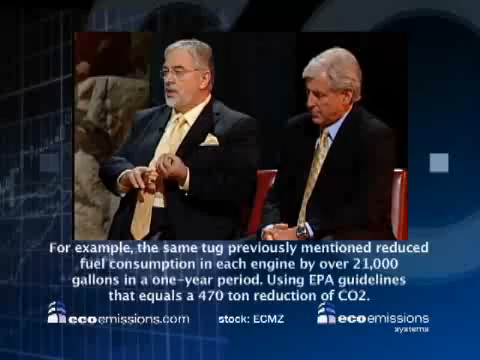 For example, the same tug previously mentioned reduced
fuel consumption in each engine by over 21,000
gallons in a one-year period. Using EPA guidelines
that equals a 470 ton reduction of CO2.
ecoemissions.com stock: ECMZ ecoemissions
systems